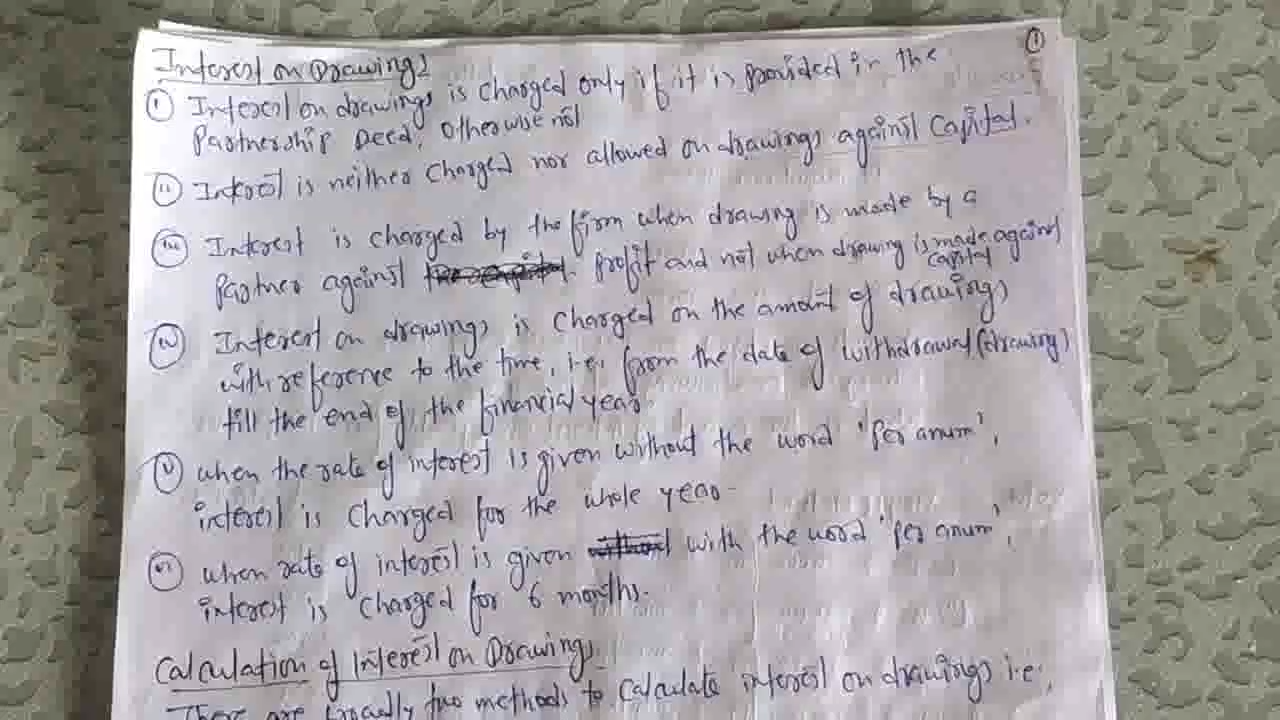 ①
Interest on Drawings
(i) Interest on drawings is charged only if it is provided in the
Partnership Deed, otherwise not
(ii) Interest is neither charged nor allowed on drawings against Capital.
(iii) Interest is charged by the firm when drawing is made by a
Partner against profit and not when drawing is made against
capital
(iv) Interest on drawings is charged on the amount of drawings
with reference to the time, i.e. from the date of withdrawal (drawing)
till the end of the financial year.
(v) when the rate of interest is given without the word 'Per anum',
interest is charged for the whole year.
(vi) when rate of interest is given with the word 'per anum',
interest is charged for 6 months.
Calculation of Interest on Drawings
There are broadly two methods to calculate interest on drawings i.e.